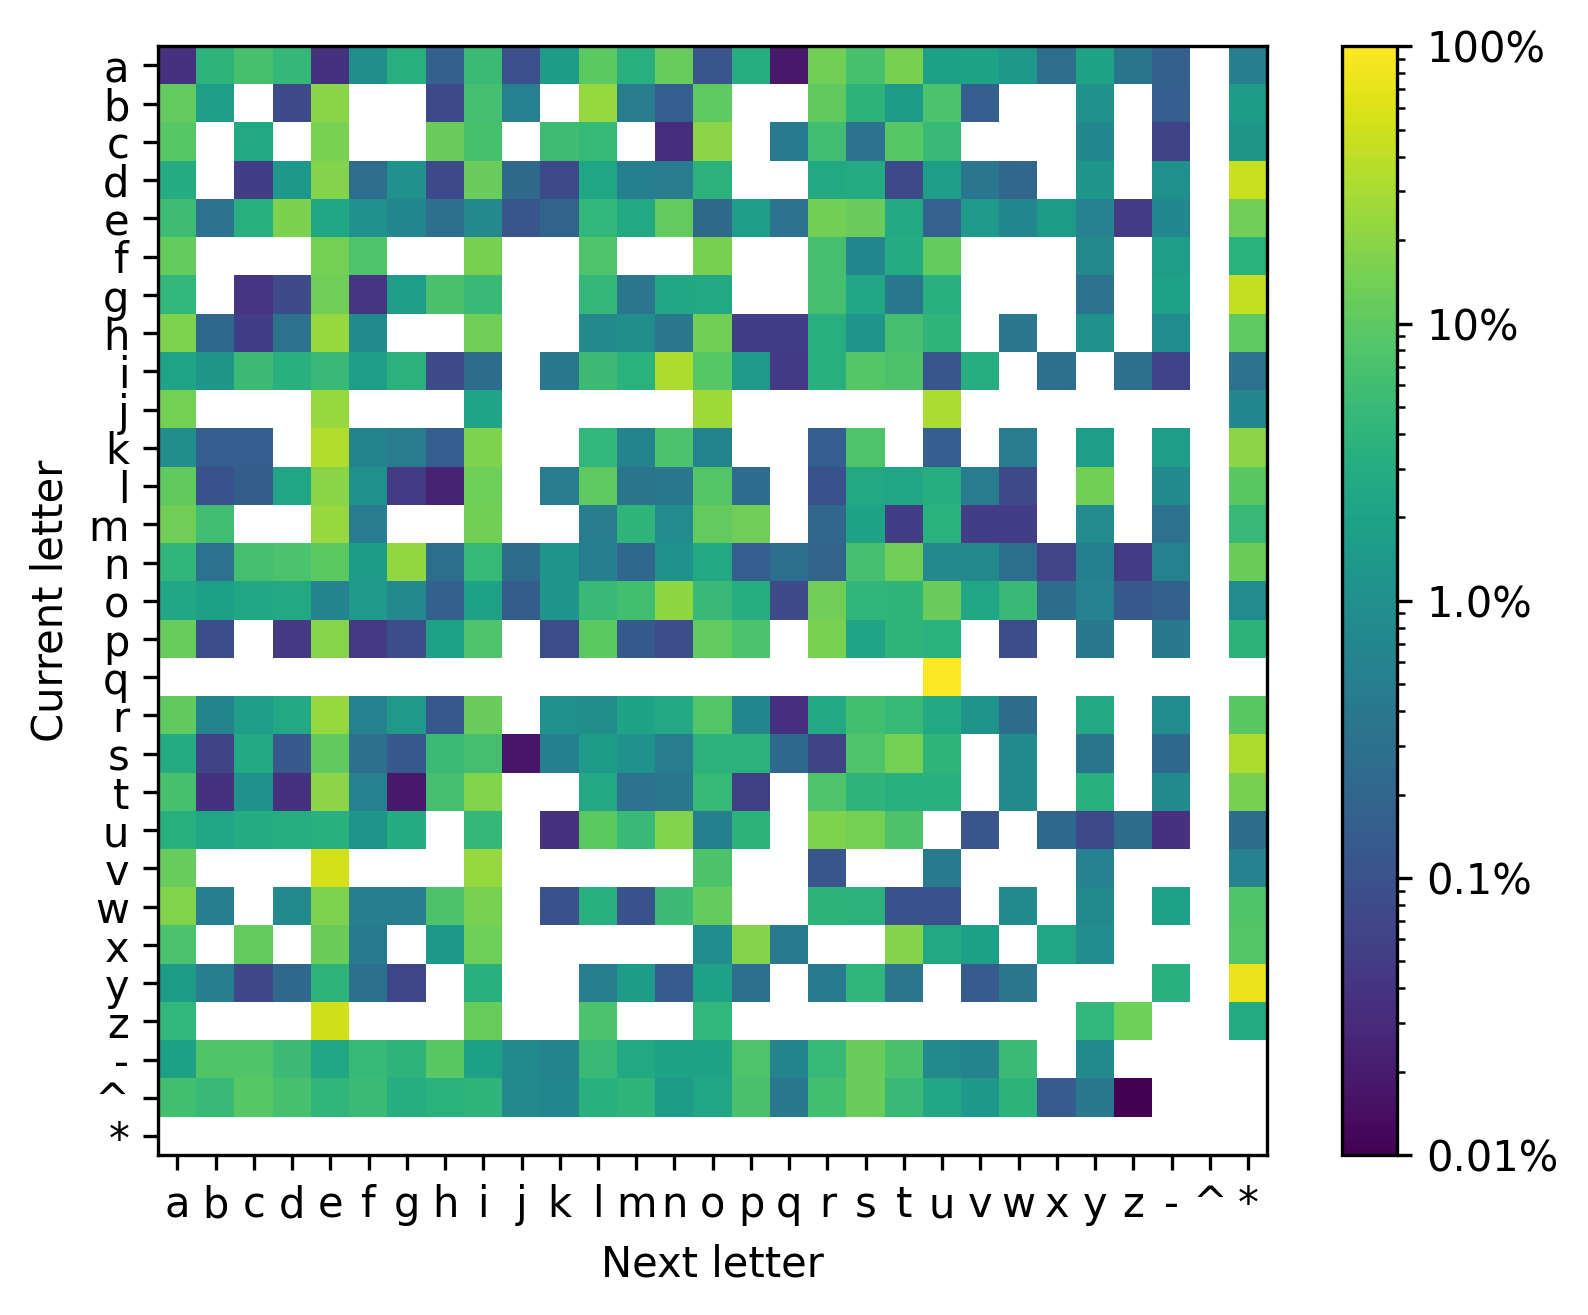 Current letter
a
b
c
d
e
f
g
h
i
j
k
l
m
n
o
p
q
r
s
t
u
v
w
x
y
z
-
^
*
a b c d e f g h i j k l m n o p q r s t u v w x y z - ^ *
Next letter
100%
10%
1.0%
0.1%
0.01%